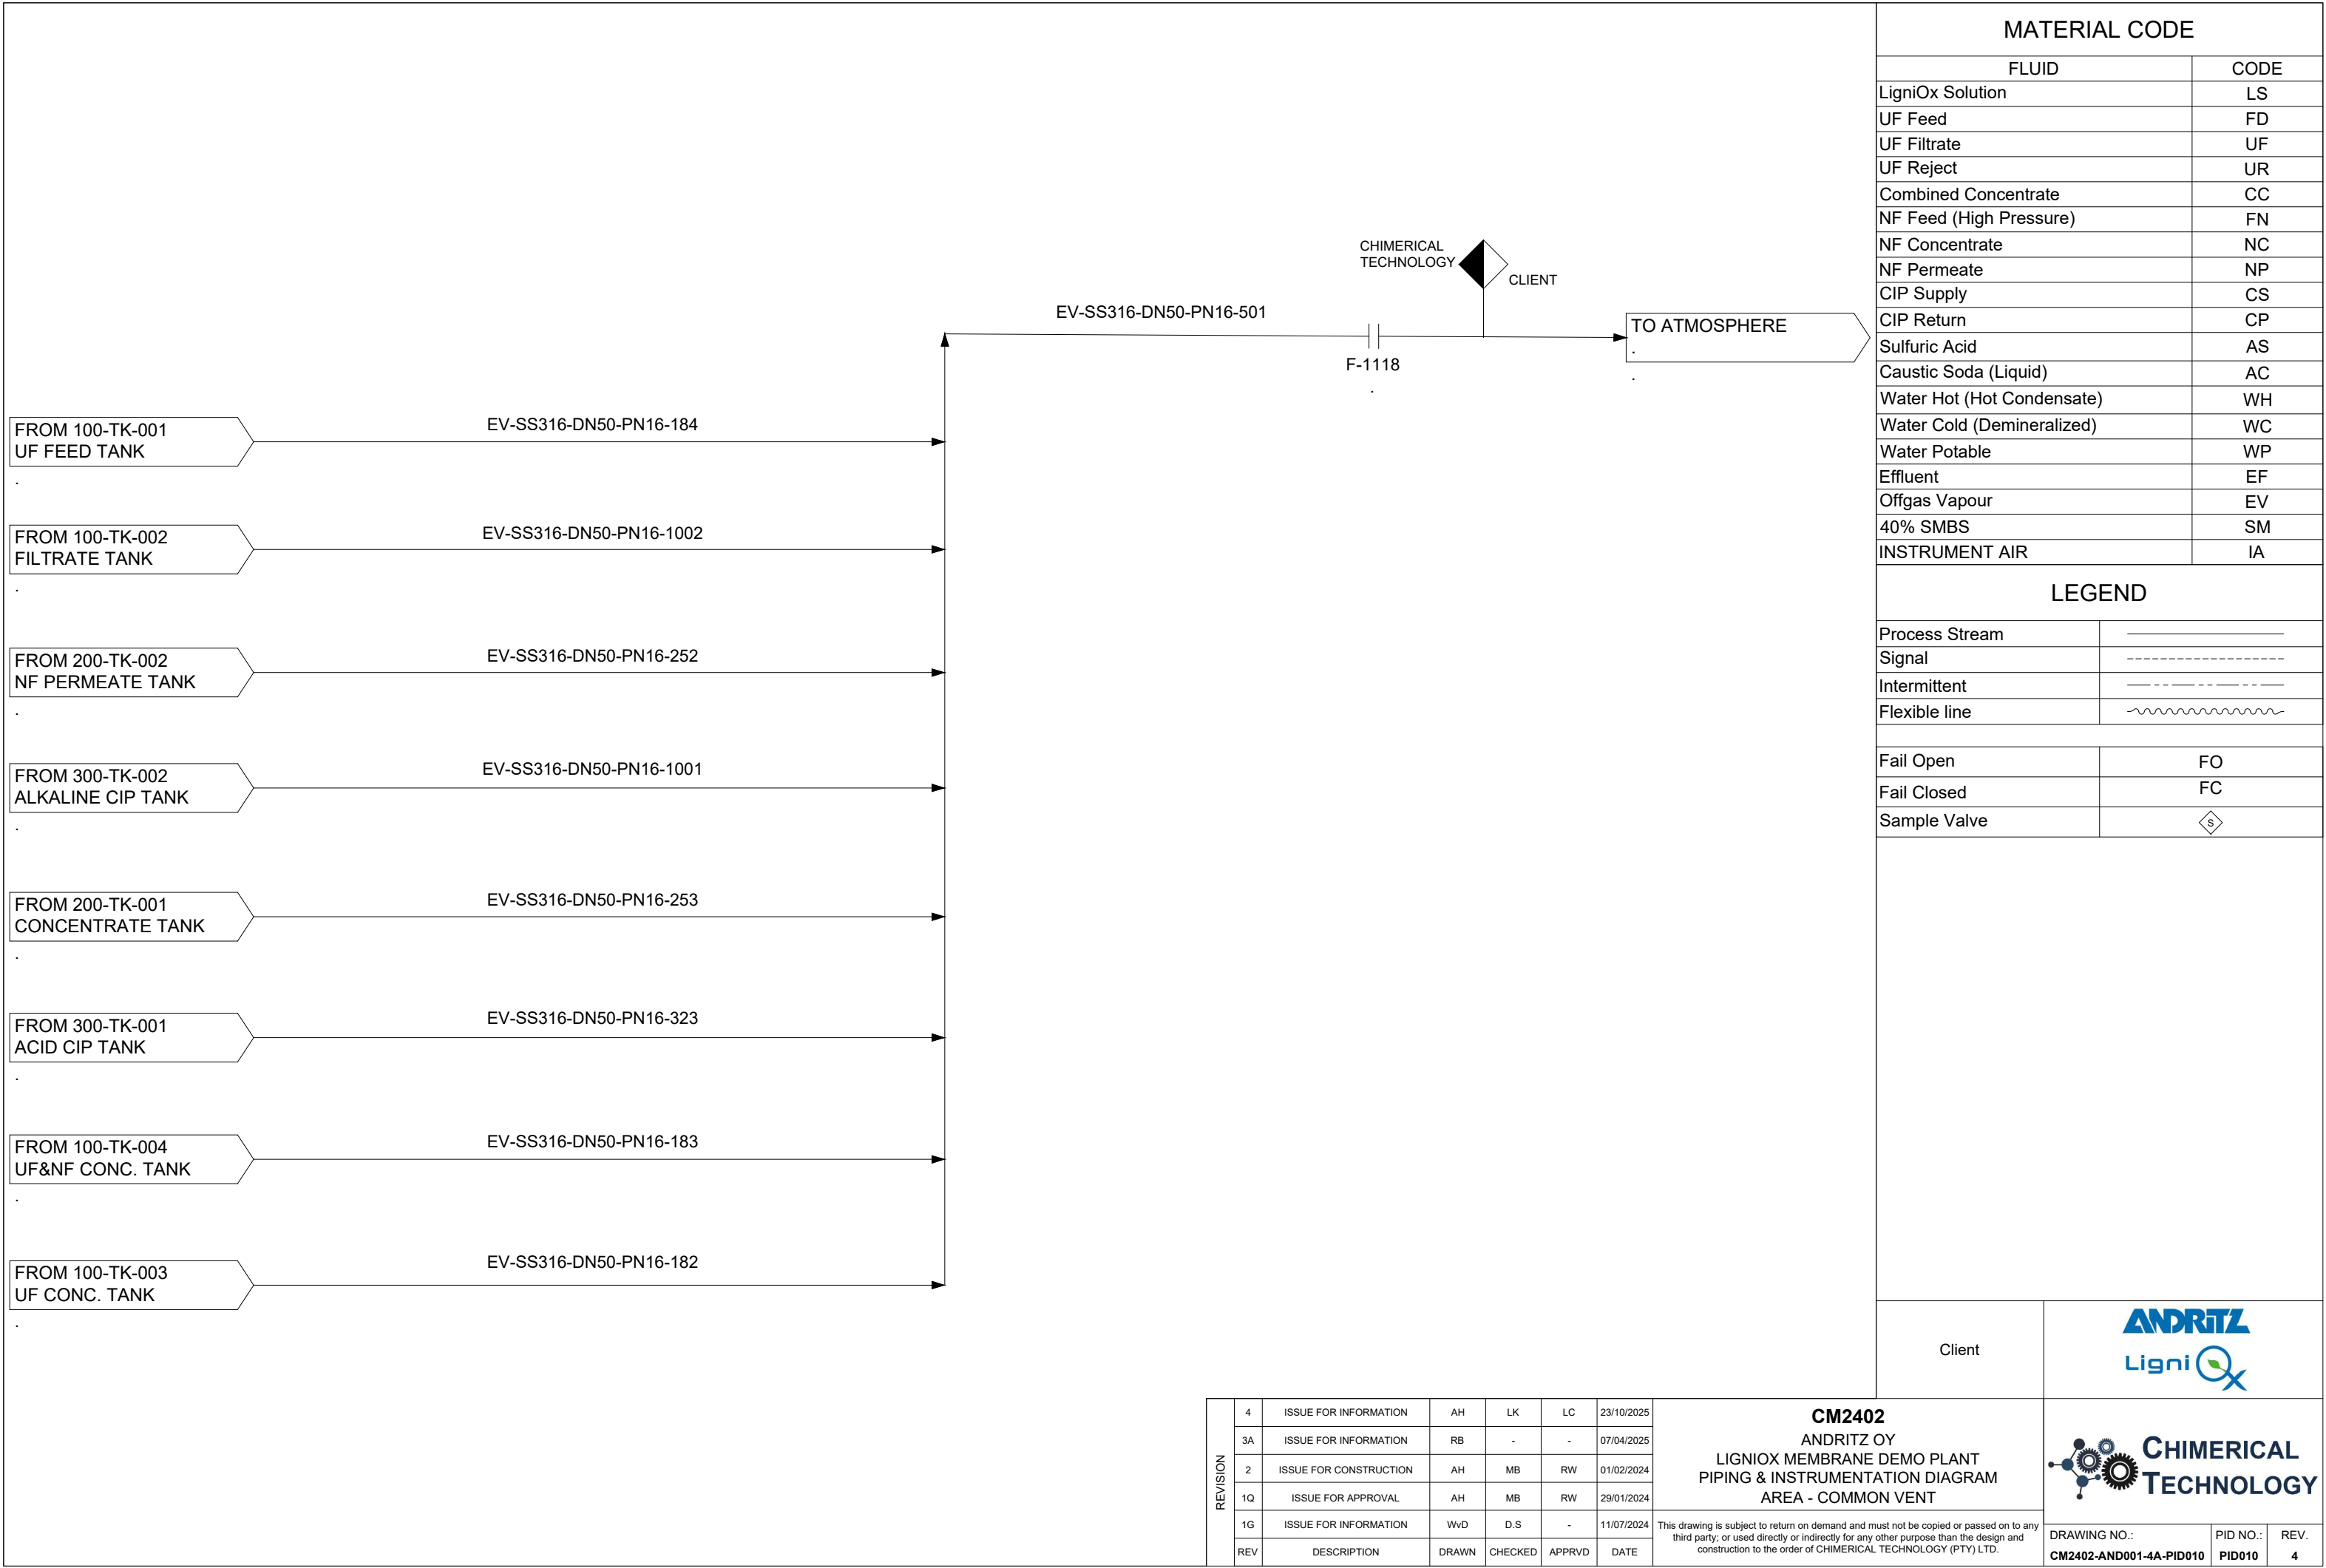 CHIMERICAL
TECHNOLOGY
CLIENT
EV-SS316-DN50-PN16-501
F-1118
.
TO ATMOSPHERE
.
.
FROM 100-TK-001
UF FEED TANK
.
EV-SS316-DN50-PN16-184
FROM 100-TK-002
FILTRATE TANK
.
EV-SS316-DN50-PN16-1002
FROM 200-TK-002
NF PERMEATE TANK
.
EV-SS316-DN50-PN16-252
FROM 300-TK-002
ALKALINE CIP TANK
.
EV-SS316-DN50-PN16-1001
FROM 200-TK-001
CONCENTRATE TANK
.
EV-SS316-DN50-PN16-253
FROM 300-TK-001
ACID CIP TANK
.
EV-SS316-DN50-PN16-323
FROM 100-TK-004
UF&NF CONC. TANK
.
EV-SS316-DN50-PN16-183
FROM 100-TK-003
UF CONC. TANK
.
EV-SS316-DN50-PN16-182
MATERIAL CODE
FLUID CODE
LigniOx Solution LS
UF Feed FD
UF Filtrate UF
UF Reject UR
Combined Concentrate CC
NF Feed (High Pressure) FN
NF Concentrate NC
NF Permeate NP
CIP Supply CS
CIP Return CP
Sulfuric Acid AS
Caustic Soda (Liquid) AC
Water Hot (Hot Condensate) WH
Water Cold (Demineralized) WC
Water Potable WP
Effluent EF
Offgas Vapour EV
40% SMBS SM
INSTRUMENT AIR IA
LEGEND
Process Stream
Signal
Intermittent
Flexible line
Fail Open FO
Fail Closed FC
Sample Valve S
Client
ANDRITZ
LigniOx
REVISION
4 ISSUE FOR INFORMATION AH LK LC 23/10/2025
3A ISSUE FOR INFORMATION RB - - 07/04/2025
2 ISSUE FOR CONSTRUCTION AH MB RW 01/02/2024
1Q ISSUE FOR APPROVAL AH MB RW 29/01/2024
1G ISSUE FOR INFORMATION WvD D.S - 11/07/2024
REV DESCRIPTION DRAWN CHECKED APPRVD DATE
CM2402
ANDRITZ OY
LIGNIOX MEMBRANE DEMO PLANT
PIPING & INSTRUMENTATION DIAGRAM
AREA - COMMON VENT
This drawing is subject to return on demand and must not be copied or passed on to any
third party; or used directly or indirectly for any other purpose than the design and
construction to the order of CHIMERICAL TECHNOLOGY (PTY) LTD.
CHIMERICAL
TECHNOLOGY
DRAWING NO.: PID NO.: REV.
CM2402-AND001-4A-PID010 PID010 4